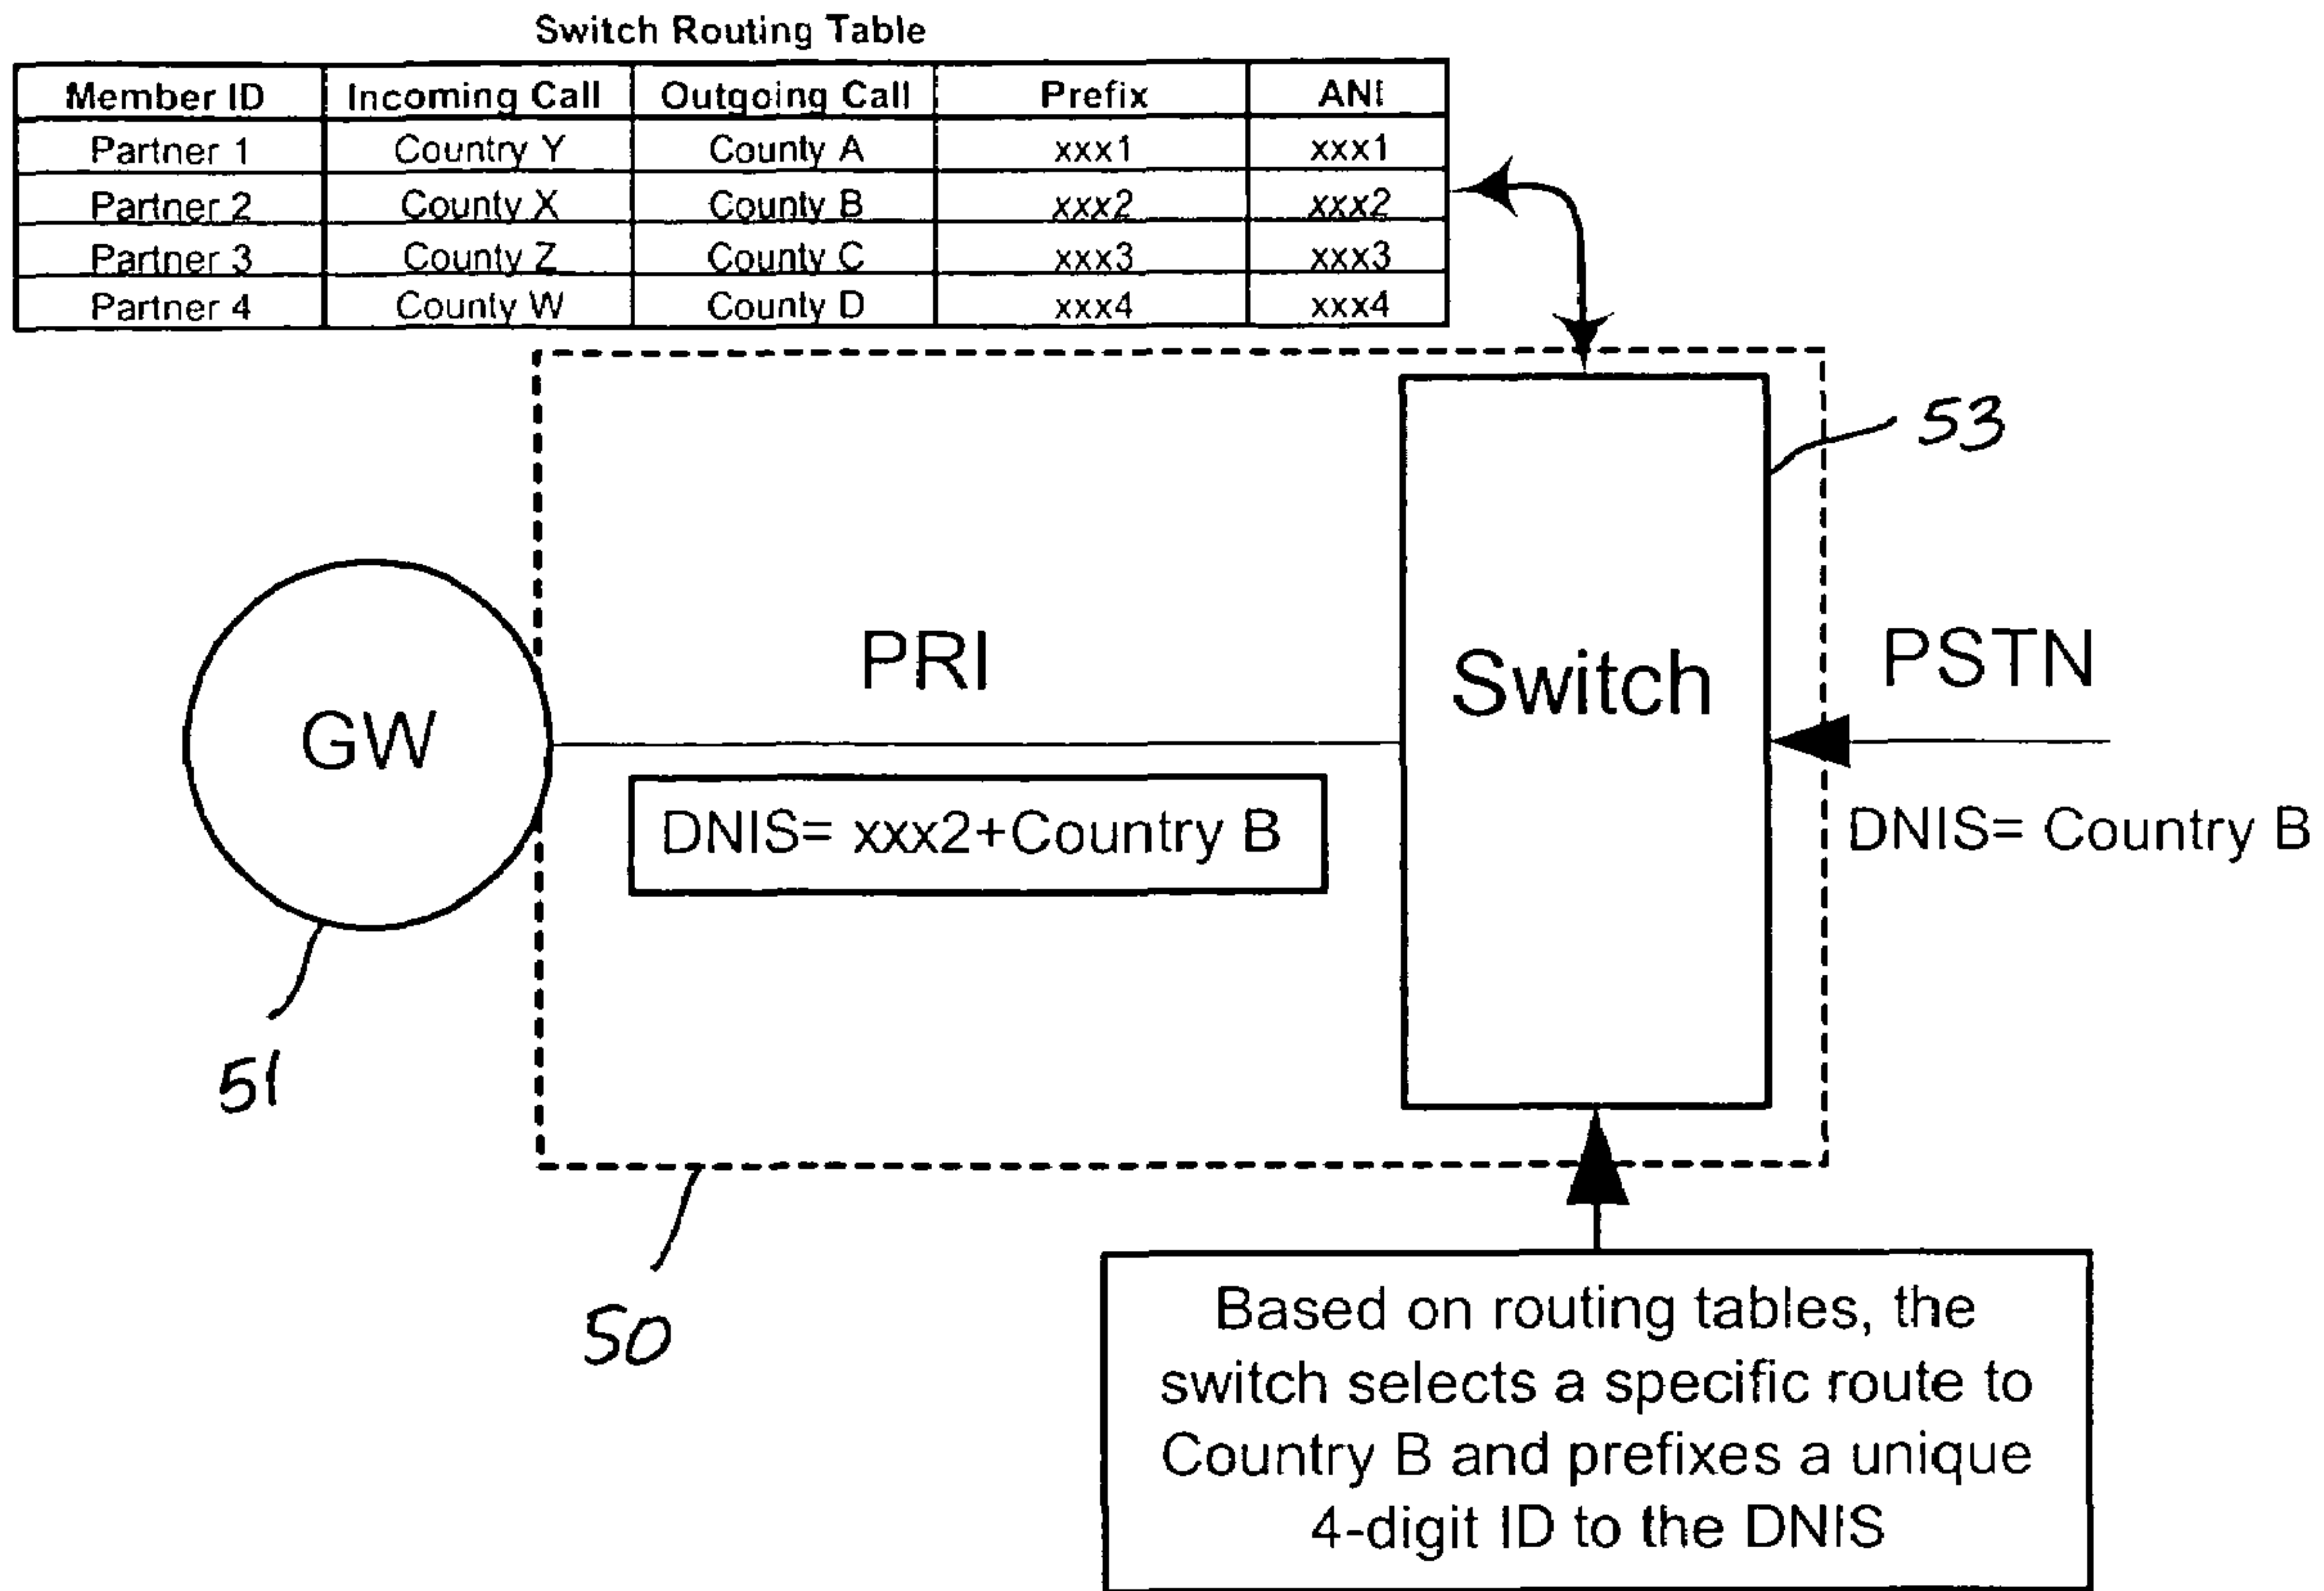 Switch Routing Table
Member ID Incoming Call Outgoing Call Prefix ANI
Partner 1 Country Y County A xxx1 xxx1
Partner 2 County X County B xxx2 xxx2
Partner 3 County Z County C xxx3 xxx3
Partner 4 County W County D xxx4 xxx4
53
PRI
GW
Switch
PSTN
DNIS= xxx2+Country B
DNIS= Country B
51
50
Based on routing tables, the
switch selects a specific route to
Country B and prefixes a unique
4-digit ID to the DNIS